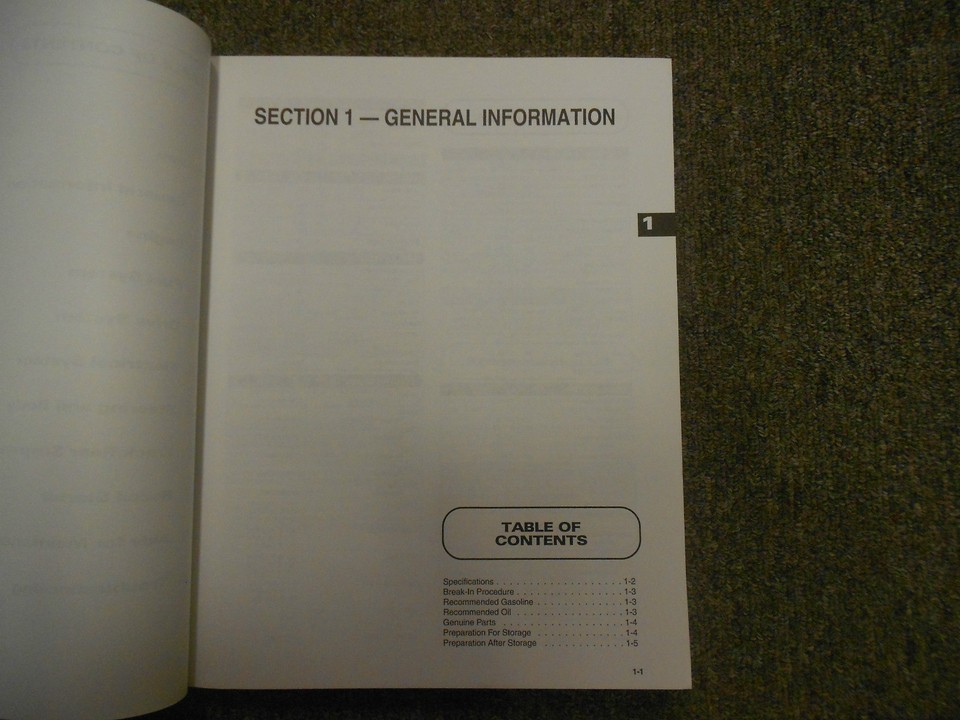 SECTION 1 — GENERAL INFORMATION
1
TABLE OF
CONTENTS
Specifications . . . . . . . . . . . . . . . . . . . 1-2
Break-In Procedure . . . . . . . . . . . . . . . . 1-3
Recommended Gasoline . . . . . . . . . . . . . 1-3
Recommended Oil . . . . . . . . . . . . . . . . 1-3
Genuine Parts . . . . . . . . . . . . . . . . . . 1-4
Preparation For Storage . . . . . . . . . . . . . 1-4
Preparation After Storage . . . . . . . . . . . . 1-5
1-1